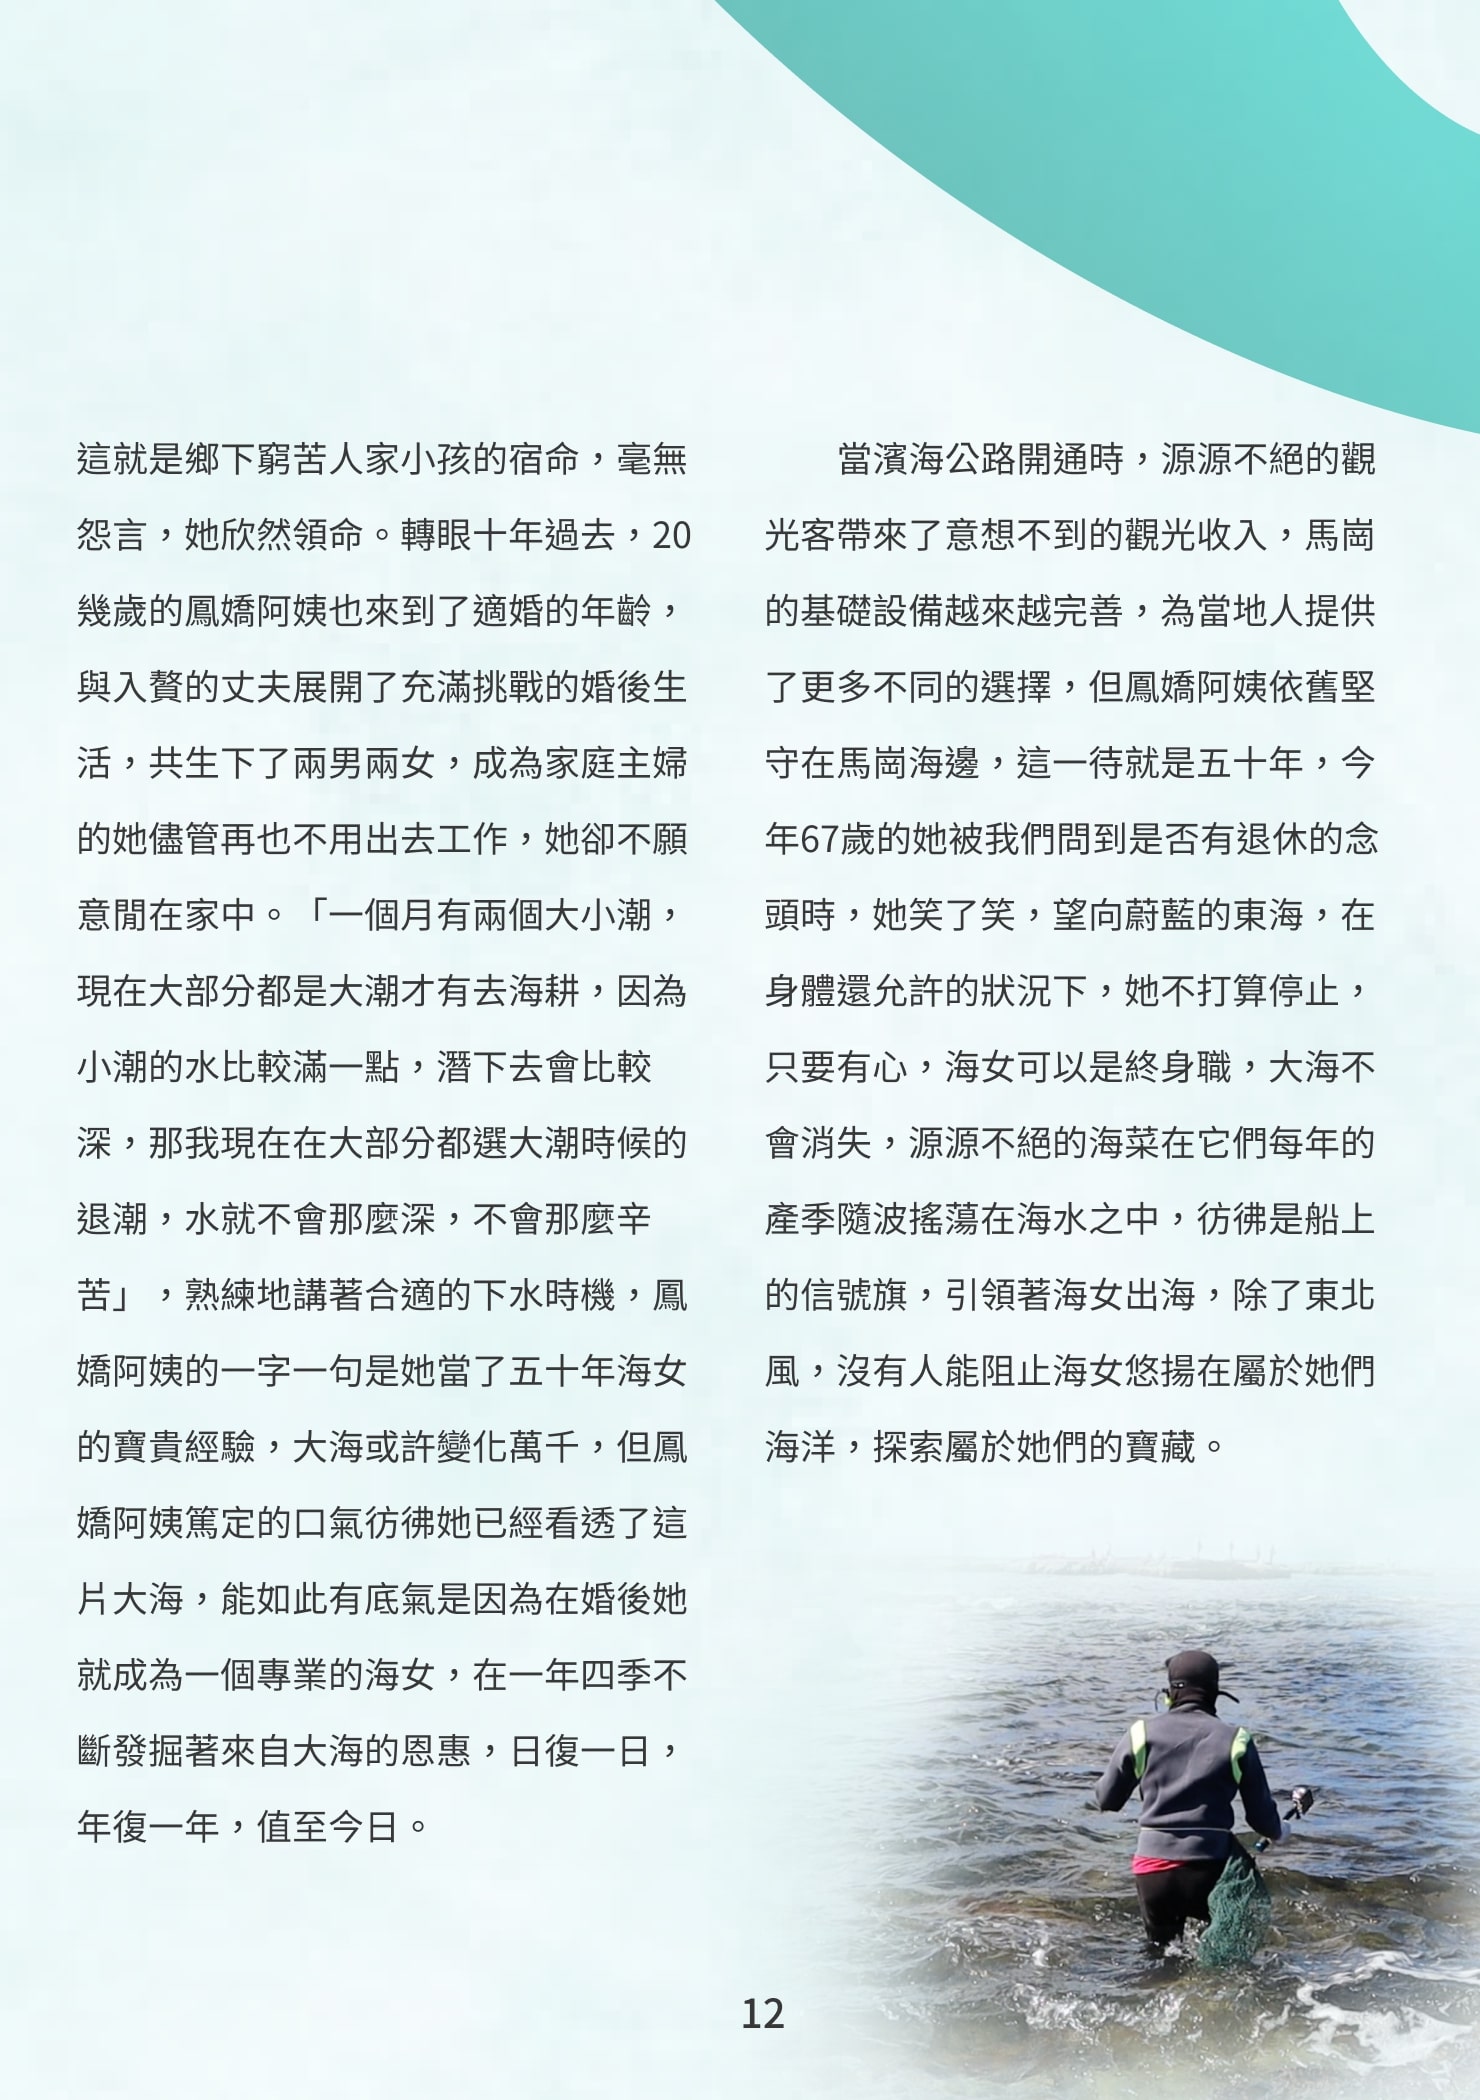 這就是鄉下窮苦人家小孩的宿命，毫無
怨言，她欣然領命。轉眼十年過去，20
幾歲的鳳嬌阿姨也來到了適婚的年齡，
與入贅的丈夫展開了充滿挑戰的婚後生
活，共生下了兩男兩女，成為家庭主婦
的她儘管再也不用出去工作，她卻不願
意閒在家中。「一個月有兩個大小潮，
現在大部分都是大潮才有去海耕，因為
小潮的水比較滿一點，潛下去會比較
深，那我現在在大部分都選大潮時候的
退潮，水就不會那麼深，不會那麼辛
苦」，熟練地講著合適的下水時機，鳳
嬌阿姨的一字一句是她當了五十年海女
的寶貴經驗，大海或許變化萬千，但鳳
嬌阿姨篤定的口氣彷彿她已經看透了這
片大海，能如此有底氣是因為在婚後她
就成為一個專業的海女，在一年四季不
斷發掘著來自大海的恩惠，日復一日，
年復一年，值至今日。
當濱海公路開通時，源源不絕的觀
光客帶來了意想不到的觀光收入，馬崗
的基礎設備越來越完善，為當地人提供
了更多不同的選擇，但鳳嬌阿姨依舊堅
守在馬崗海邊，這一待就是五十年，今
年67歲的她被我們問到是否有退休的念
頭時，她笑了笑，望向蔚藍的東海，在
身體還允許的狀況下，她不打算停止，
只要有心，海女可以是終身職，大海不
會消失，源源不絕的海菜在它們每年的
產季隨波搖蕩在海水之中，彷彿是船上
的信號旗，引領著海女出海，除了東北
風，沒有人能阻止海女悠揚在屬於她們
海洋，探索屬於她們的寶藏。
12